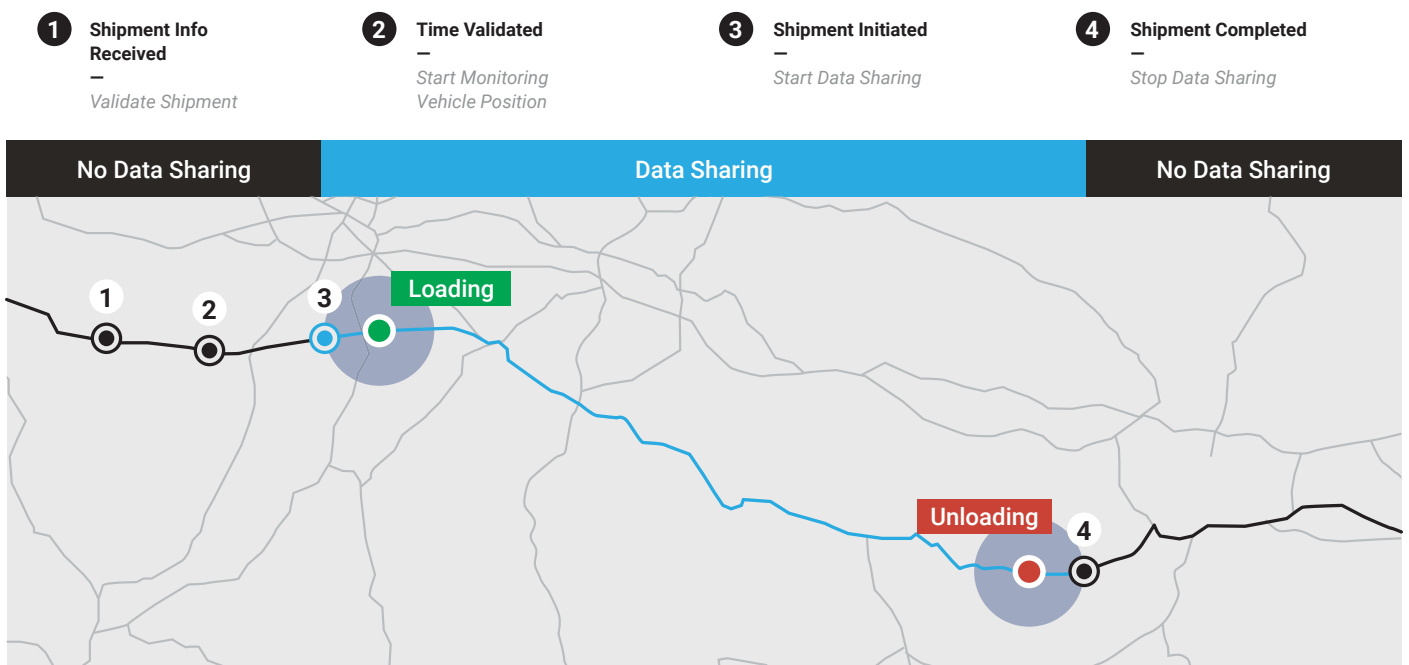 1
Shipment Info
Received
–
Validate Shipment
2
Time Validated
–
Start Monitoring
Vehicle Position
3
Shipment Initiated
–
Start Data Sharing
4
Shipment Completed
–
Stop Data Sharing
No Data Sharing
Data Sharing
No Data Sharing
1
2
3
Loading
Unloading
4